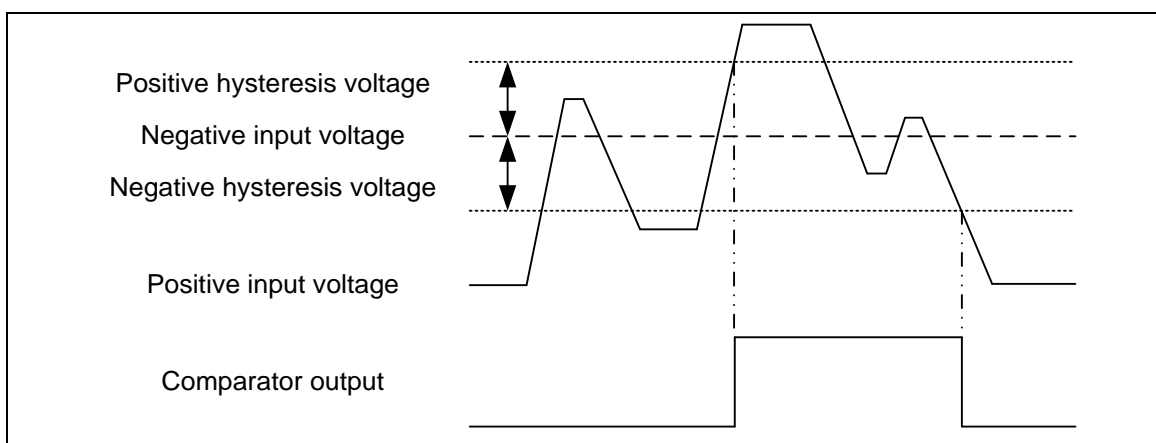 Positive hysteresis voltage
Negative input voltage
Negative hysteresis voltage
Positive input voltage
Comparator output